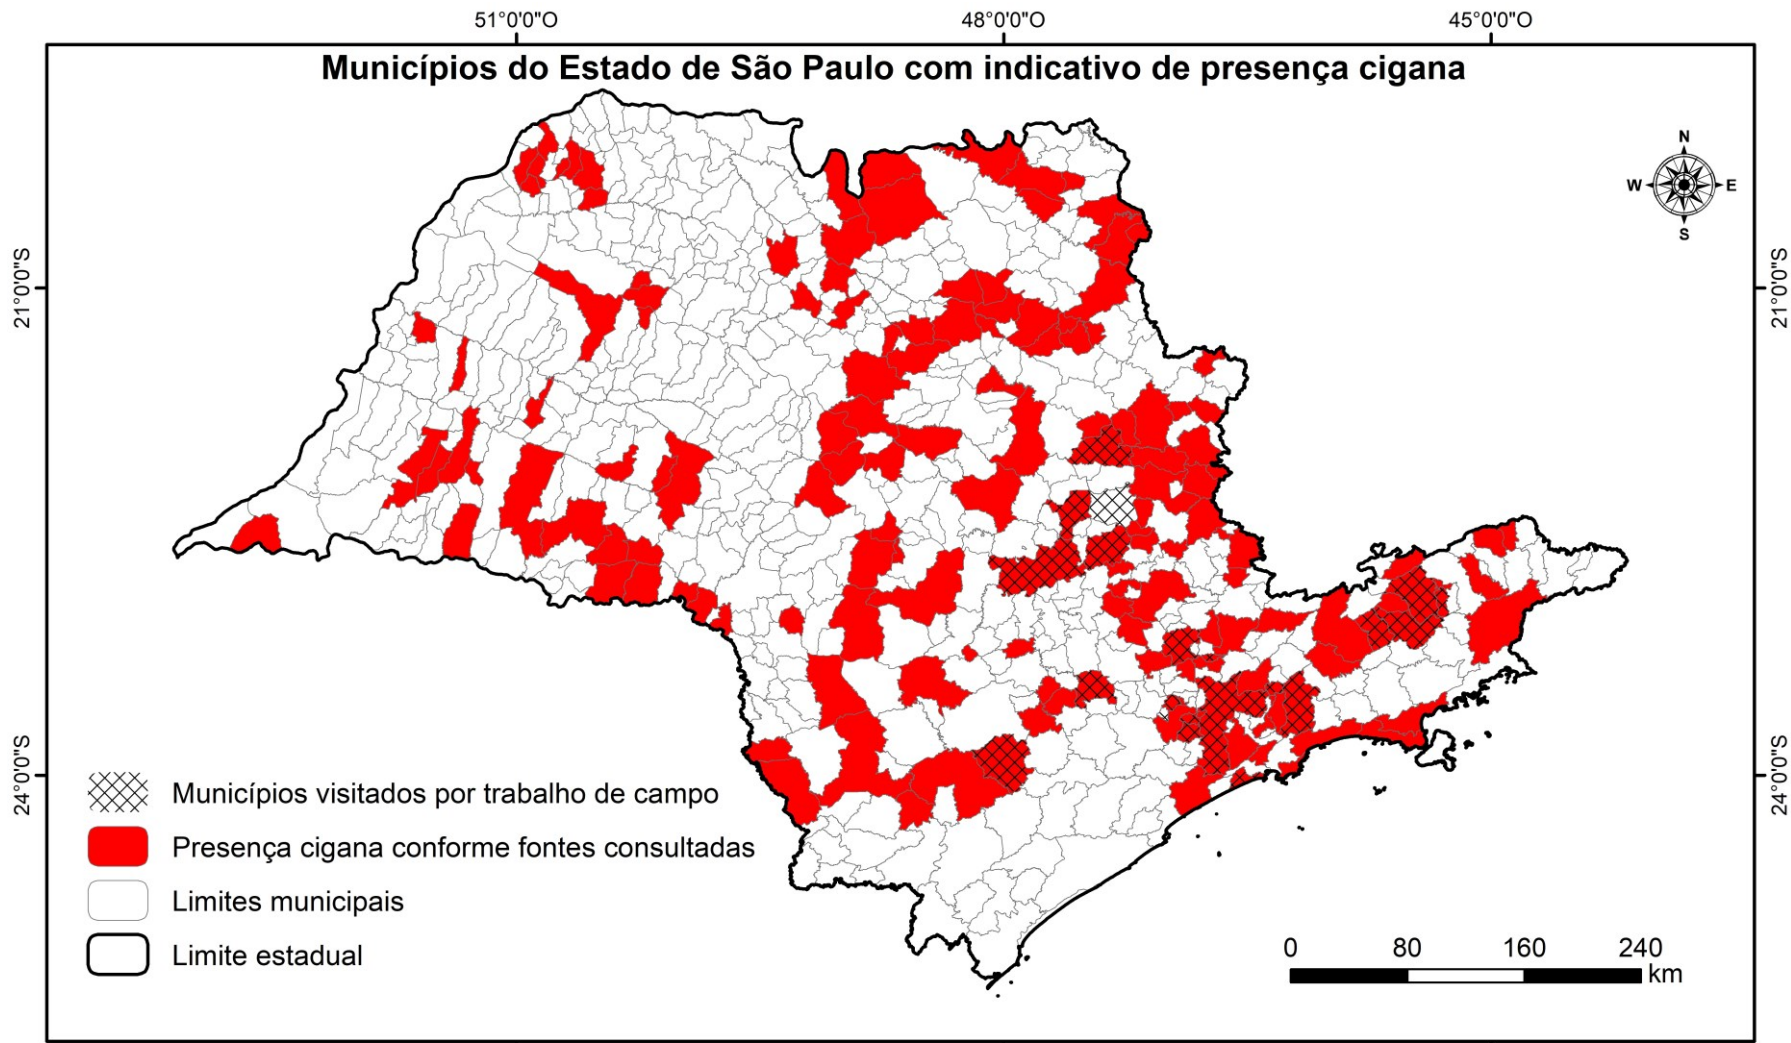 51°0'0"O 48°0'0"O 45°0'0"O
Municípios do Estado de São Paulo com indicativo de presença cigana
N
W E
S
21°0'0"S 21°0'0"S
24°0'0"S 24°0'0"S
Municípios visitados por trabalho de campo
Presença cigana conforme fontes consultadas
Limites municipais
Limite estadual
0 80 160 240
km